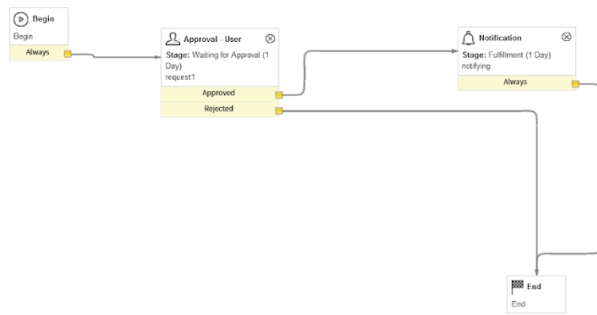 Begin
Begin
Always
Approval - User
Stage: Waiting for Approval (1
Day)
request1
Approved
Rejected
Notification
Stage: Fulfillment (1 Day)
notifying
Always
End
End